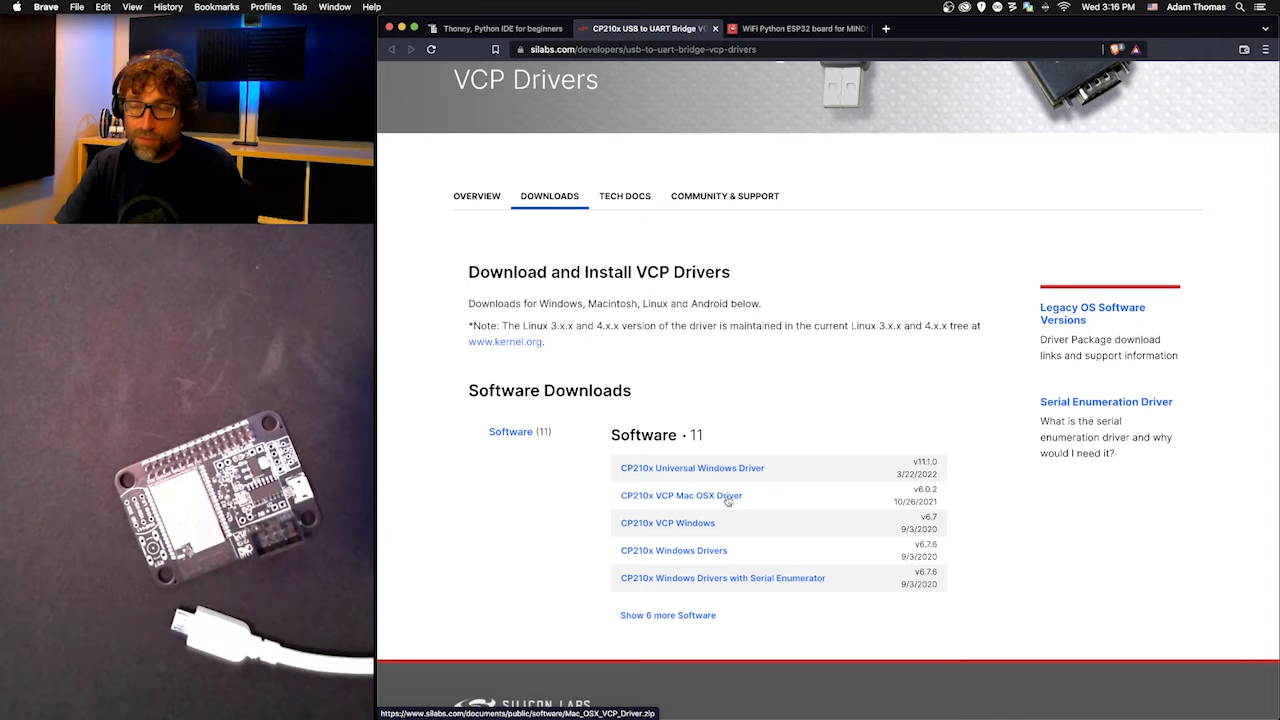 Brave File Edit View History Bookmarks Profiles Tab Window Help
Arthur Thomas
Thonny, Python IDE for beginners
CP210x USB to UART Bridge VC
WiFi Python ESP32 board for MIND
silabs.com/developers/usb-to-uart-bridge-vcp-drivers
VCP Drivers
OVERVIEW DOWNLOADS TECH DOCS COMMUNITY & SUPPORT
Download and Install VCP Drivers
Downloads for Windows, Macintosh, Linux and Android below.
*Note: The Linux 3.x.x and 4.x.x version of the driver is maintained in the current Linux 3.x.x and 4.x.x tree at
www.kernel.org.
Software Downloads
Software (11)
Software · 11
CP210x Universal Windows Driver
v11.1.0
3/22/2022
CP210x VCP Mac OSX Driver
v6.0.2
10/26/2021
CP210x VCP Windows
v6.7
9/3/2020
CP210x Windows Drivers
v6.7.6
9/3/2020
CP210x Windows Drivers with Serial Enumerator
v6.7.6
9/3/2020
Show 6 more Software
Legacy OS Software
Versions
Driver Package download
links and support information
Serial Enumeration Driver
What is the serial
enumeration driver and why
would I need it?
SILICON LABS
https://www.silabs.com/documents/public/software/Mac_OSX_VCP_Driver.zip